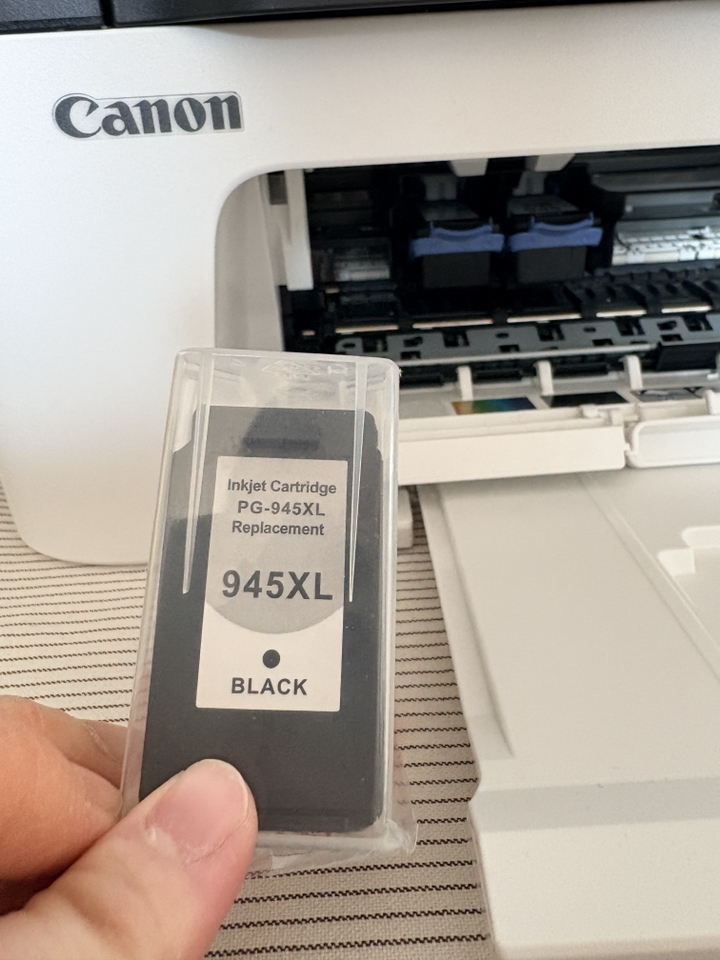 Canon
Inkjet Cartridge
PG-945XL
Replacement
945XL
BLACK